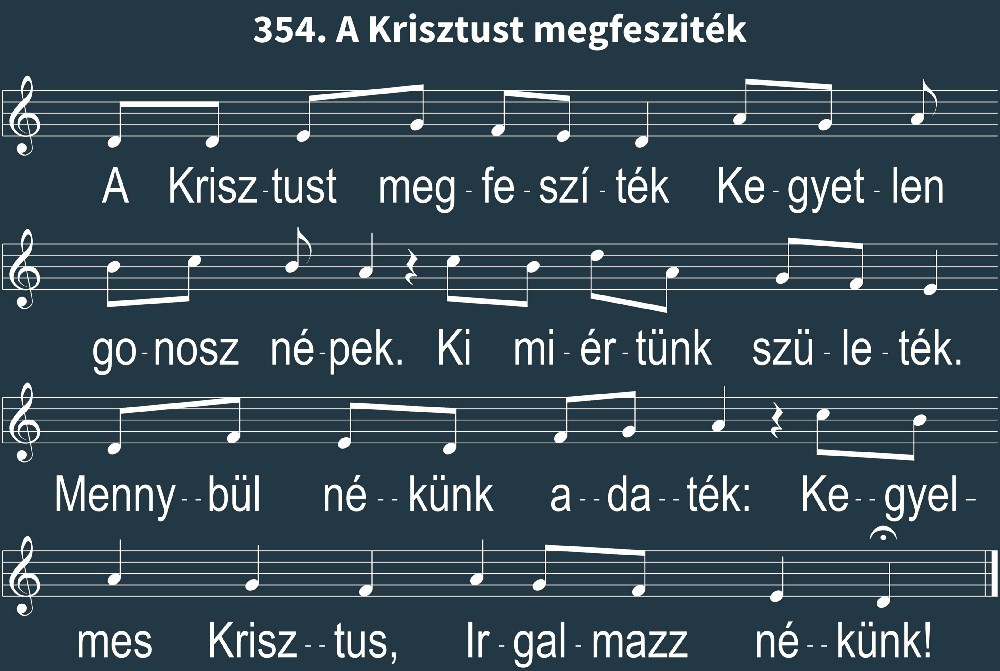 354. A Krisztust megfeszíték
A Krisz-tust meg-fe-szí-ték Ke-gyet-len
go-nosz né-pek. Ki mi-ér-tünk szü-le-ték.
Menny--bül né--künk a--da--ték: Ke--gyel-
mes Krisz--tus, Ir-gal-mazz né--künk!